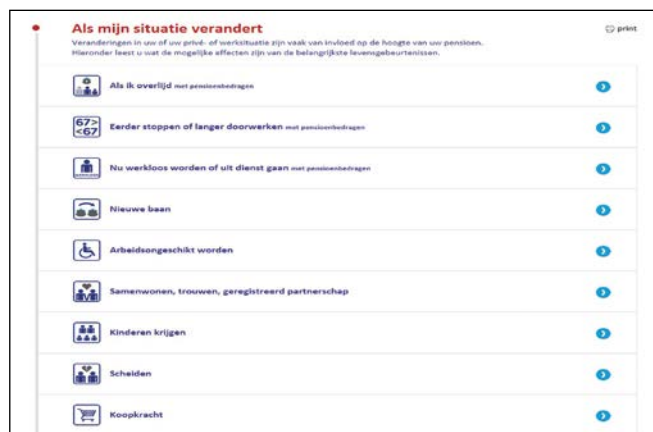 Als mijn situatie verandert
print
Veranderingen in uw of uw privé- of werksituatie zijn vaak van invloed op de hoogte van uw pensioen.
Hieronder leest u wat de mogelijke affecten zijn van de belangrijkste levensgebeurtenissen.
Als ik overlijd met pensioenbedragen
67>
<67
Eerder stoppen of langer doorwerken met pensioenbedragen
Nu werkloos worden of uit dienst gaan met pensioenbedragen
Nieuwe baan
Arbeidsongeschikt worden
Samenwonen, trouwen, geregistreerd partnerschap
Kinderen krijgen
Scheiden
Koopkracht